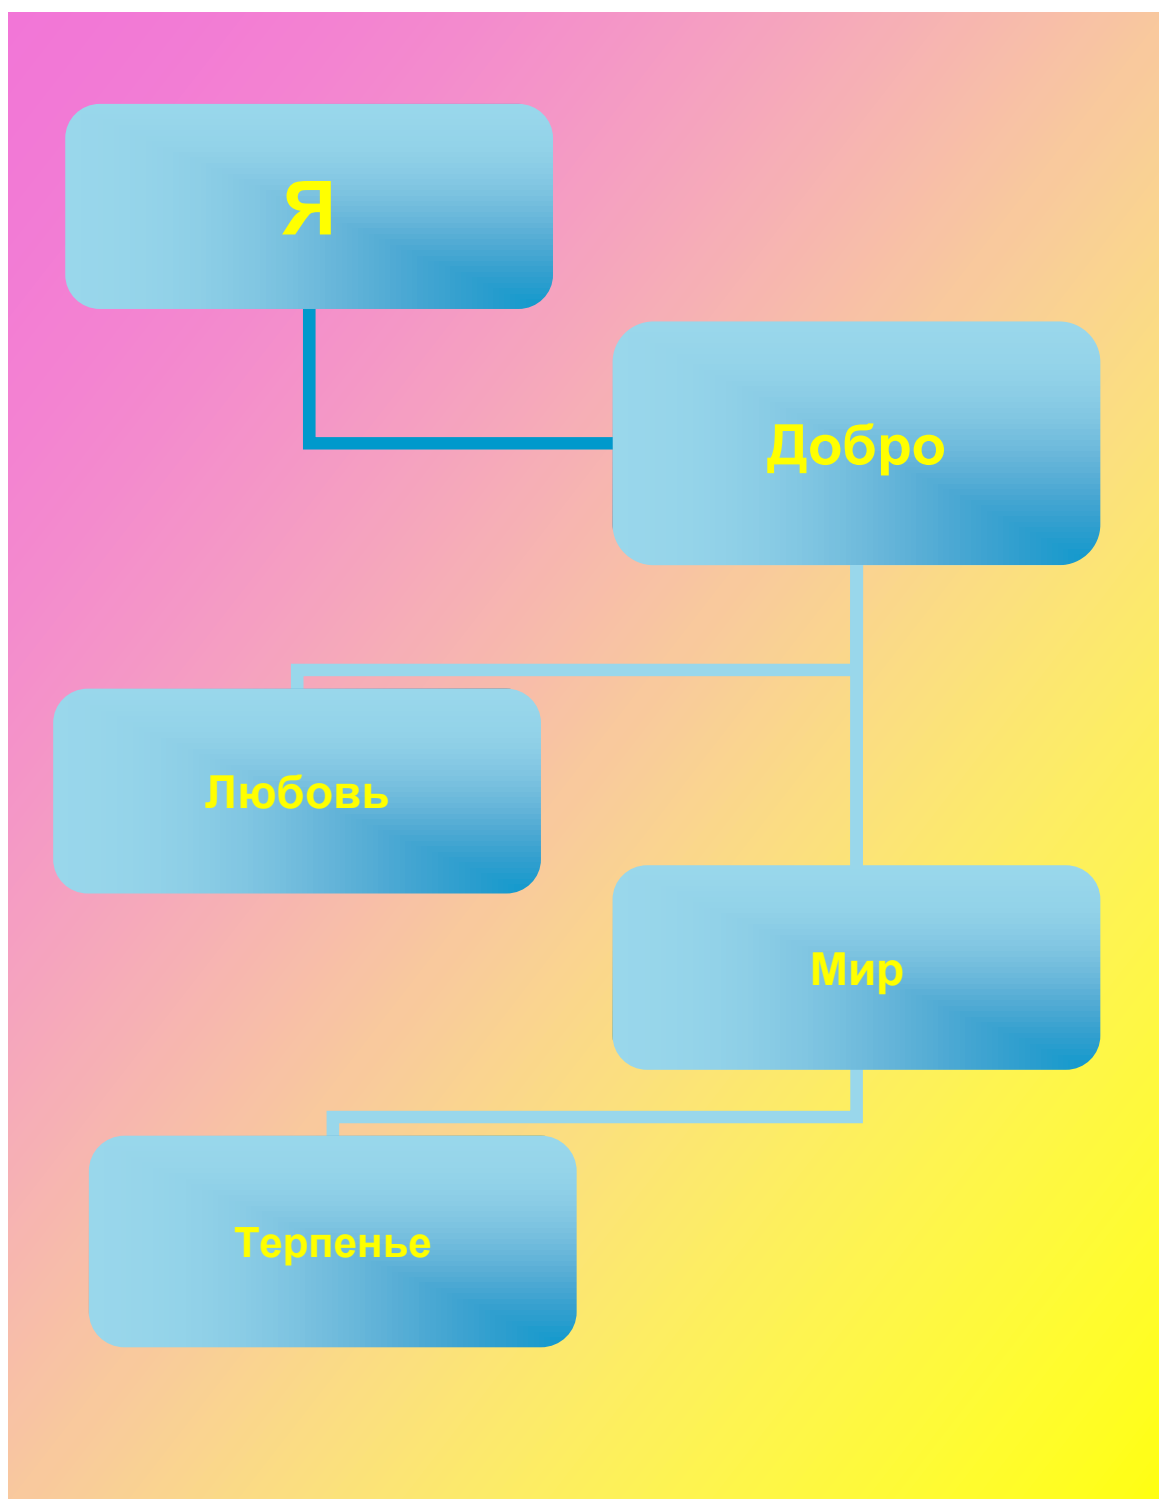 Я
Добро
Любовь
Мир
Терпенье